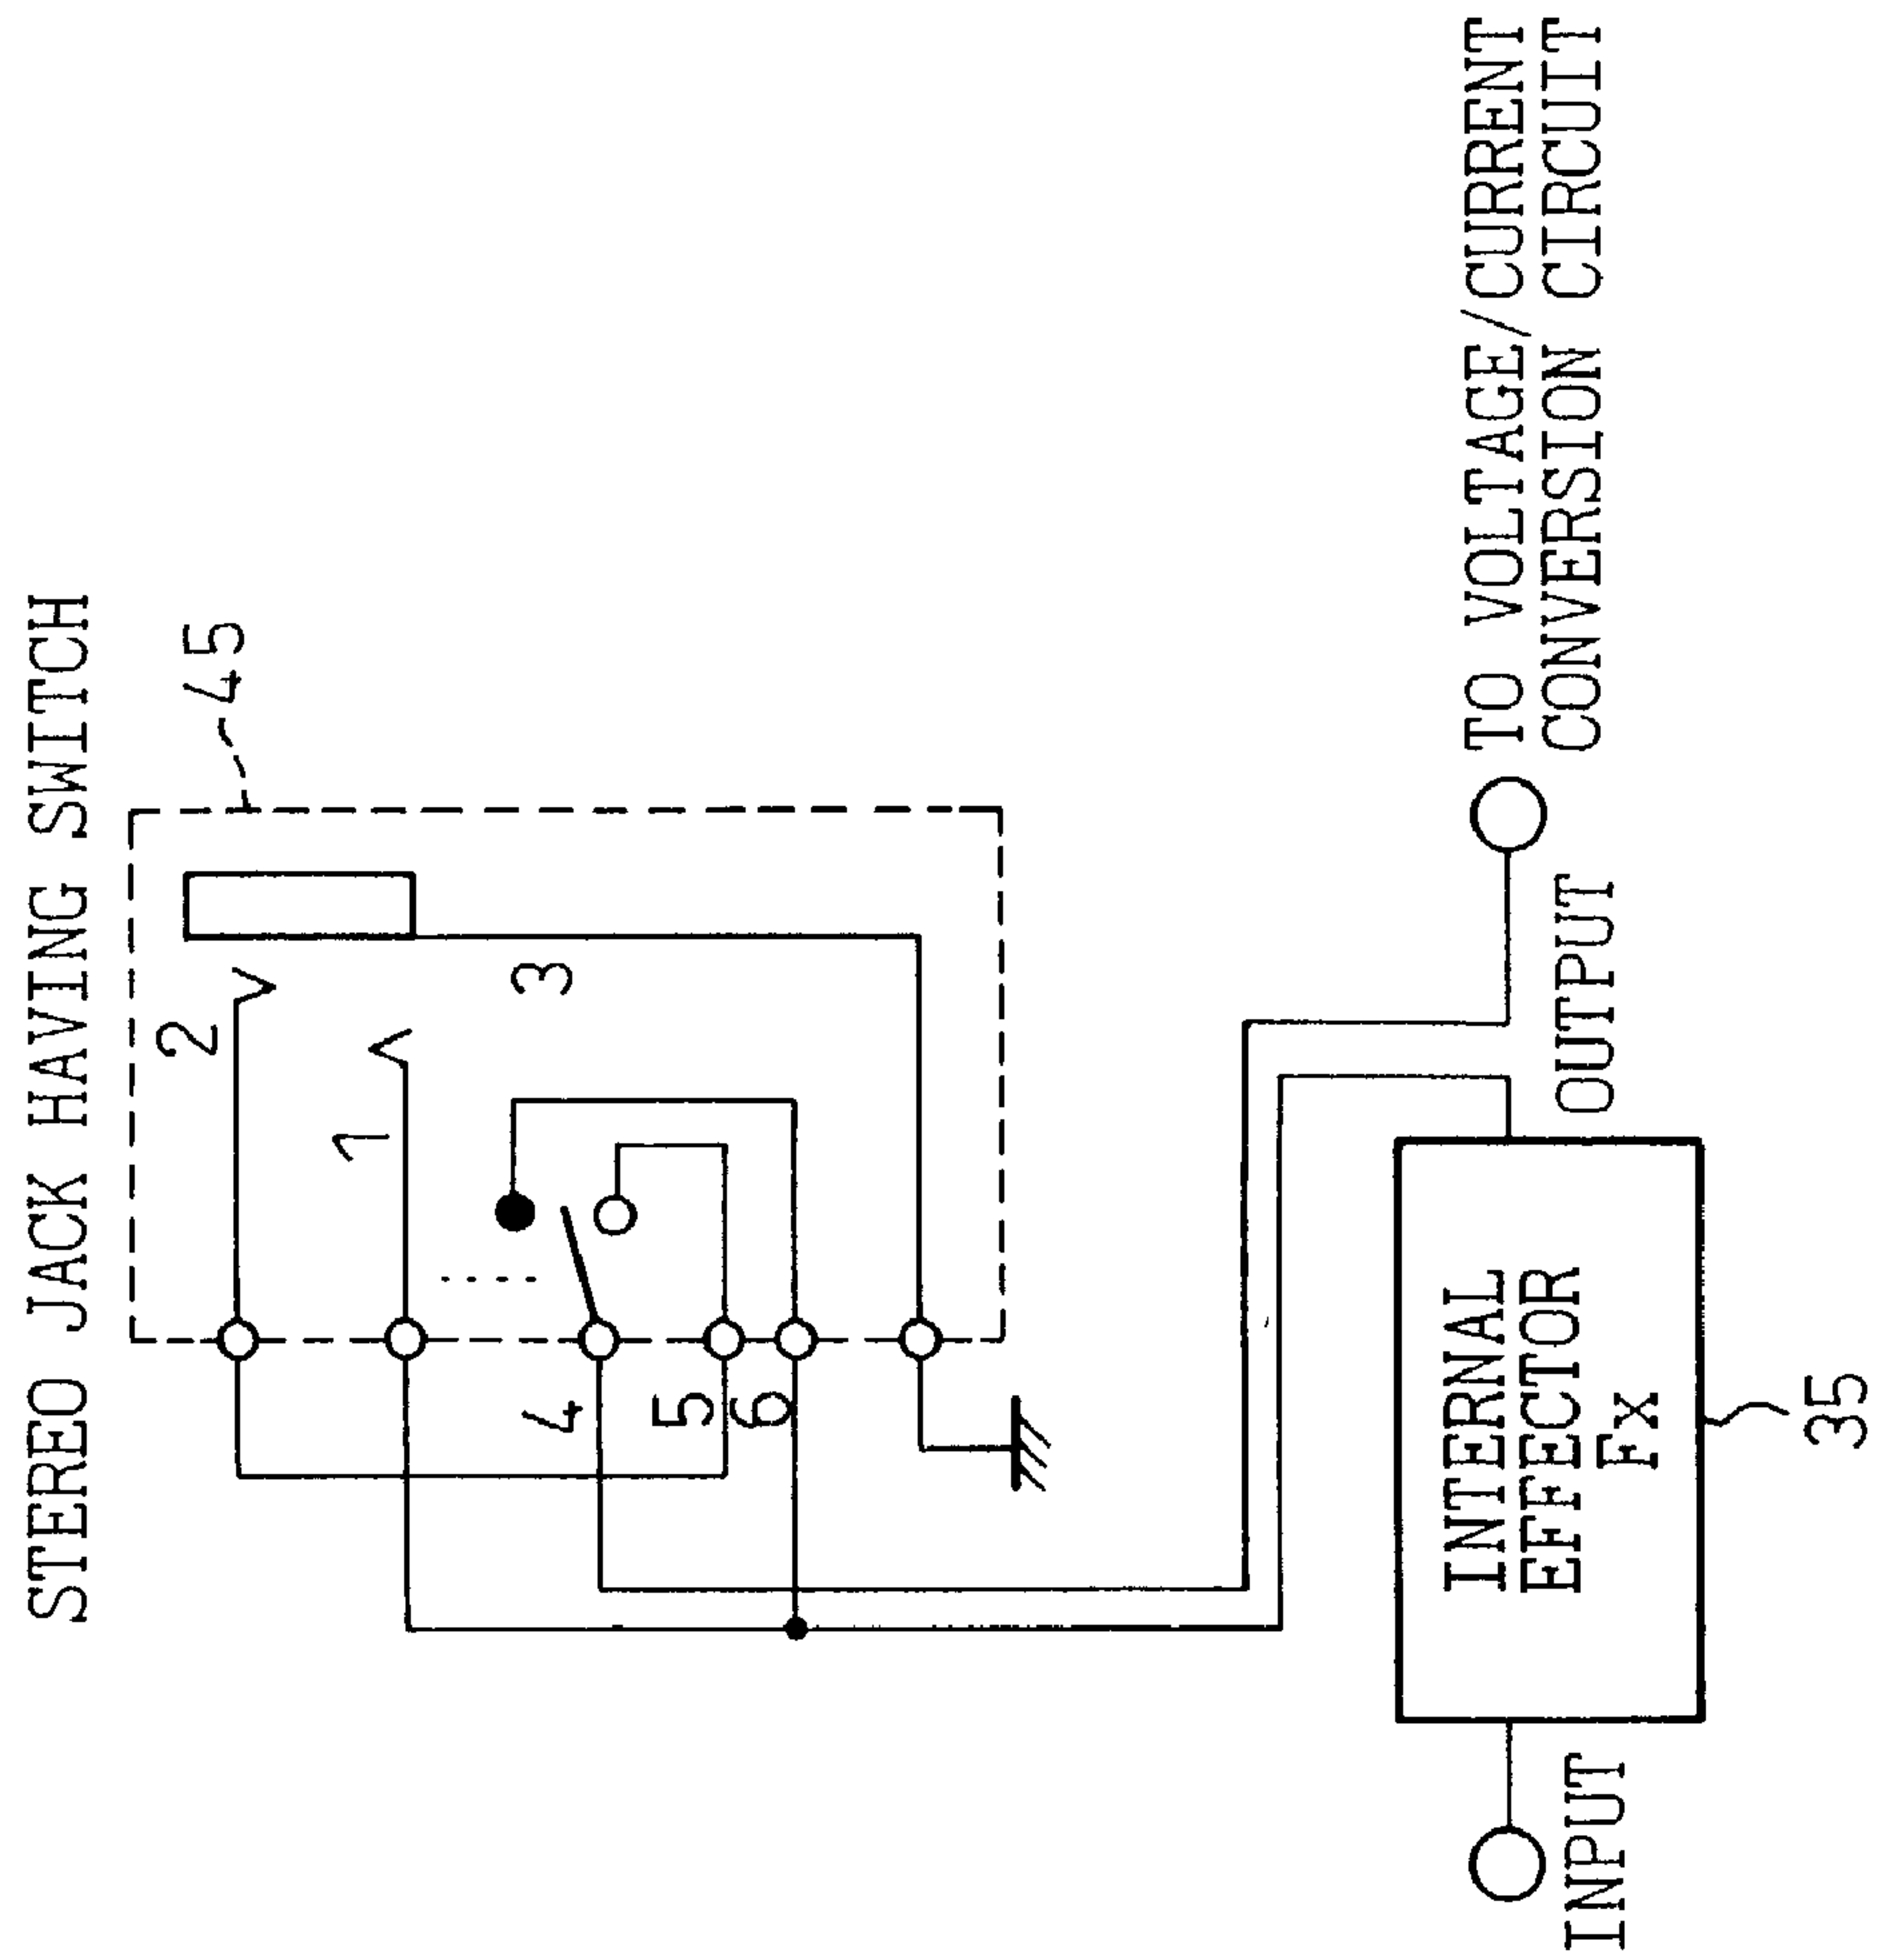 STEREO JACK HAVING SWITCH
45
2
1
3
4
5
6
INPUT
INTERNAL
EFFECTOR
Fx
35
OUTPUT
TO VOLTAGE/CURRENT
CONVERSION CIRCUIT